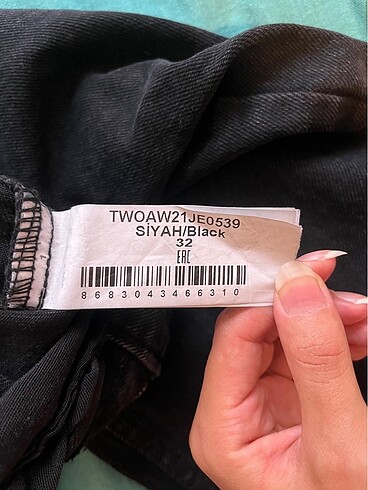 TWOAW21JE0539
SİYAH/Black
32
EAC
8683043466310